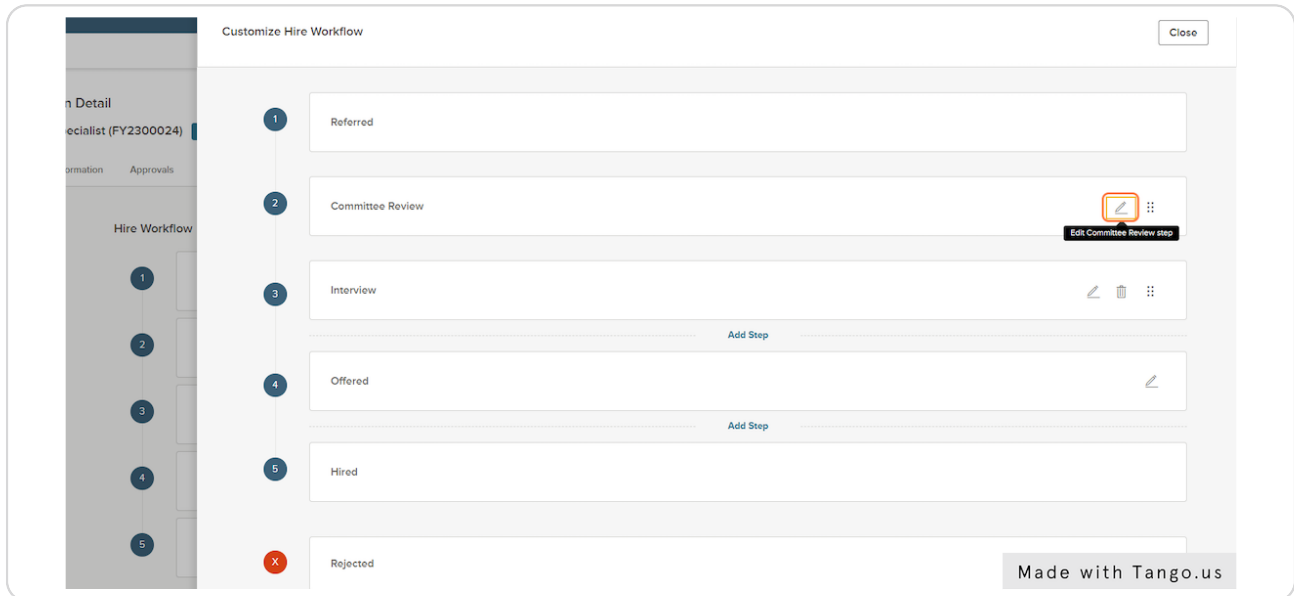 Customize Hire Workflow
Close
n Detail
ecialist (FY2300024)
ormation
Approvals
Hire Workflow
1
2
3
4
5
1
Referred
2
Committee Review
Edit Committee Review step
3
Interview
Add Step
4
Offered
Add Step
5
Hired
X
Rejected
Made with Tango.us